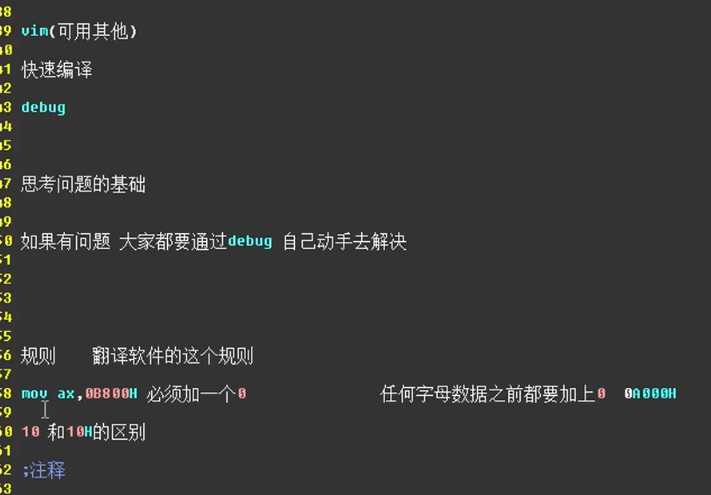 38
39 vim(可用其他)
40
41 快速编译
42
43 debug
44
45
46
47 思考问题的基础
48
49
50 如果有问题 大家都要通过debug 自己动手去解决
51
52
53
54
55
56 规则 翻译软件的这个规则
57
58 mov ax,0B800H 必须加一个0 任何字母数据之前都要加上0 0A000H
59
60 10 和10H的区别
61
62 ;注释
63